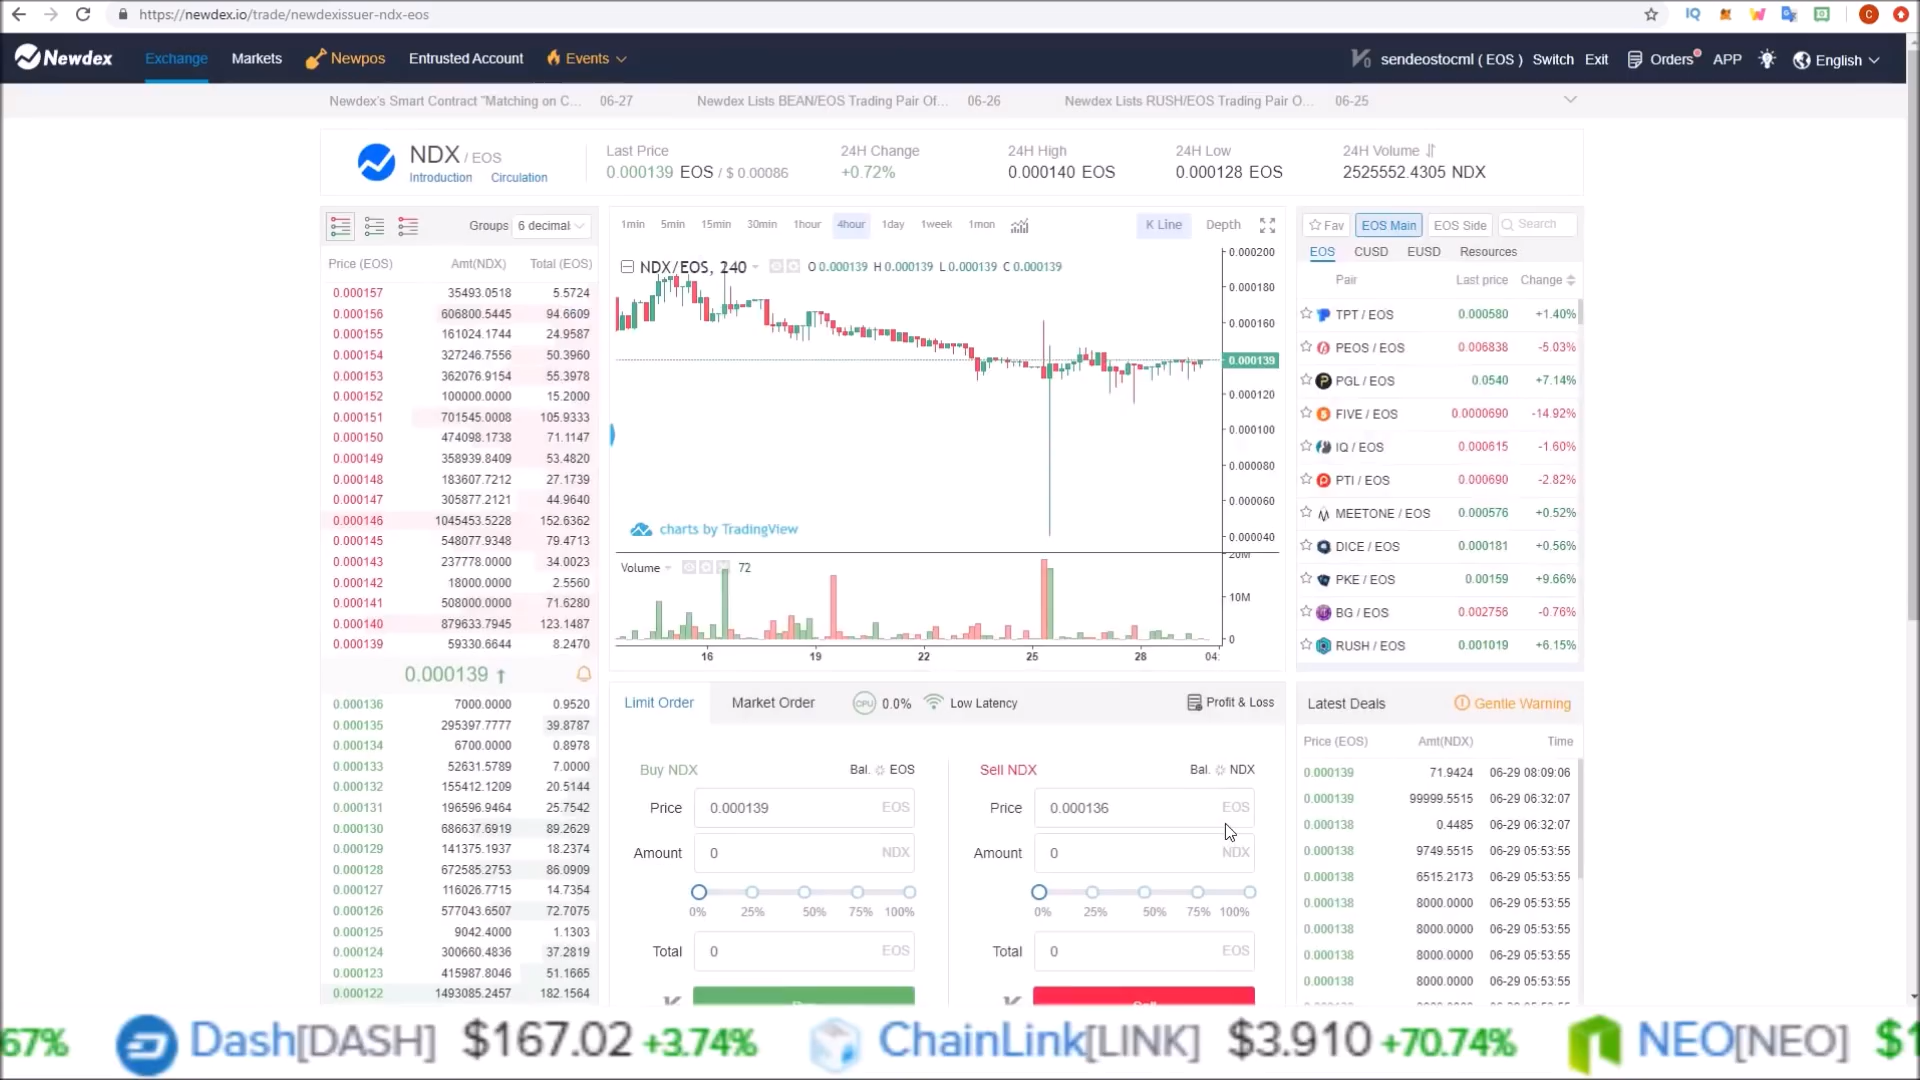 https://newdex.io/trade/newdexissuer-ndx-eos
Newdex
Exchange
Markets
Newpos
Entrusted Account
Events
sendeostocml ( EOS )
Switch
Exit
Orders
APP
English
Newdex's Smart Contract "Matching on C... 06-27
Newdex Lists BEAN/EOS Trading Pair Of... 06-26
Newdex Lists RUSH/EOS Trading Pair O... 06-25
NDX / EOS
Introduction Circulation
Last Price
0.000139 EOS / $ 0.00086
24H Change
+0.72%
24H High
0.000140 EOS
24H Low
0.000128 EOS
24H Volume
2525552.4305 NDX
Groups 6 decimal
Price (EOS) Amt(NDX) Total (EOS)
0.000157 35493.0518 5.5724
0.000156 606800.5445 94.6609
0.000155 161024.1744 24.9587
0.000154 327246.7556 50.3960
0.000153 362076.9154 55.3978
0.000152 100000.0000 15.2000
0.000151 701545.0008 105.9333
0.000150 474098.1738 71.1147
0.000149 358939.8409 53.4820
0.000148 183607.7212 27.1739
0.000147 305877.2121 44.9640
0.000146 1045453.5228 152.6362
0.000145 548077.9348 79.4713
0.000143 237778.0000 34.0023
0.000142 18000.0000 2.5560
0.000141 508000.0000 71.6280
0.000140 879633.7945 123.1487
0.000139 59330.6644 8.2470
0.000139
0.000136 7000.0000 0.9520
0.000135 295397.7777 39.8787
0.000134 6700.0000 0.8978
0.000133 52631.5789 7.0000
0.000132 155412.1209 20.5144
0.000131 196596.9464 25.7542
0.000130 686637.6919 89.2629
0.000129 141375.1937 18.2374
0.000128 672585.2753 86.0909
0.000127 116026.7715 14.7354
0.000126 577043.6507 72.7075
0.000125 9042.4000 1.1303
0.000124 300660.4836 37.2819
0.000123 415987.8046 51.1665
0.000122 1493085.2457 182.1564
1min 5min 15min 30min 1hour 4hour 1day 1week 1mon
K Line Depth
NDX/EOS, 240
O 0.000139 H 0.000139 L 0.000139 C 0.000139
0.000200
0.000180
0.000160
0.000139
0.000120
0.000100
0.000080
0.000060
0.000040
charts by TradingView
Volume 72
20M
10M
0
16 19 22 25 28 04:
Limit Order Market Order CPU 0.0% Low Latency Profit & Loss
Buy NDX Bal. EOS
Price 0.000139 EOS
Amount 0 NDX
0% 25% 50% 75% 100%
Total 0 EOS
Sell NDX Bal. NDX
Price 0.000136 EOS
Amount 0 NDX
0% 25% 50% 75% 100%
Total 0 EOS
Fav EOS Main EOS Side Search
EOS CUSD EUSD Resources
Pair Last price Change
TPT / EOS 0.000580 +1.40%
PEOS / EOS 0.006838 -5.03%
PGL / EOS 0.0540 +7.14%
FIVE / EOS 0.0000690 -14.92%
IQ / EOS 0.000615 -1.60%
PTI / EOS 0.000690 -2.82%
MEETONE / EOS 0.000576 +0.52%
DICE / EOS 0.000181 +0.56%
PKE / EOS 0.00159 +9.66%
BG / EOS 0.002756 -0.76%
RUSH / EOS 0.001019 +6.15%
Latest Deals Gentle Warning
Price (EOS) Amt(NDX) Time
0.000139 71.9424 06-29 08:09:06
0.000139 99999.5515 06-29 06:32:07
0.000138 0.4485 06-29 06:32:07
0.000138 9749.5515 06-29 05:53:55
0.000138 6515.2173 06-29 05:53:55
0.000138 8000.0000 06-29 05:53:55
0.000138 8000.0000 06-29 05:53:55
0.000138 8000.0000 06-29 05:53:55
0.000138 8000.0000 06-29 05:53:55
67% Dash[DASH] $167.02 +3.74% ChainLink[LINK] $3.910 +70.74% NEO[NEO] $1